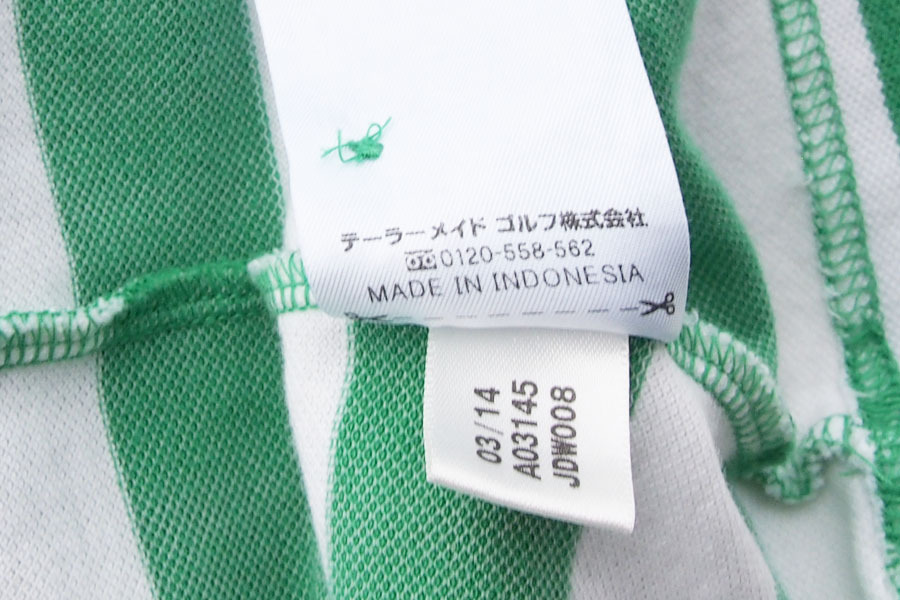 テーラーメイド ゴルフ株式会社
0120-558-562
MADE IN INDONESIA
03/14
A03145
JDW008